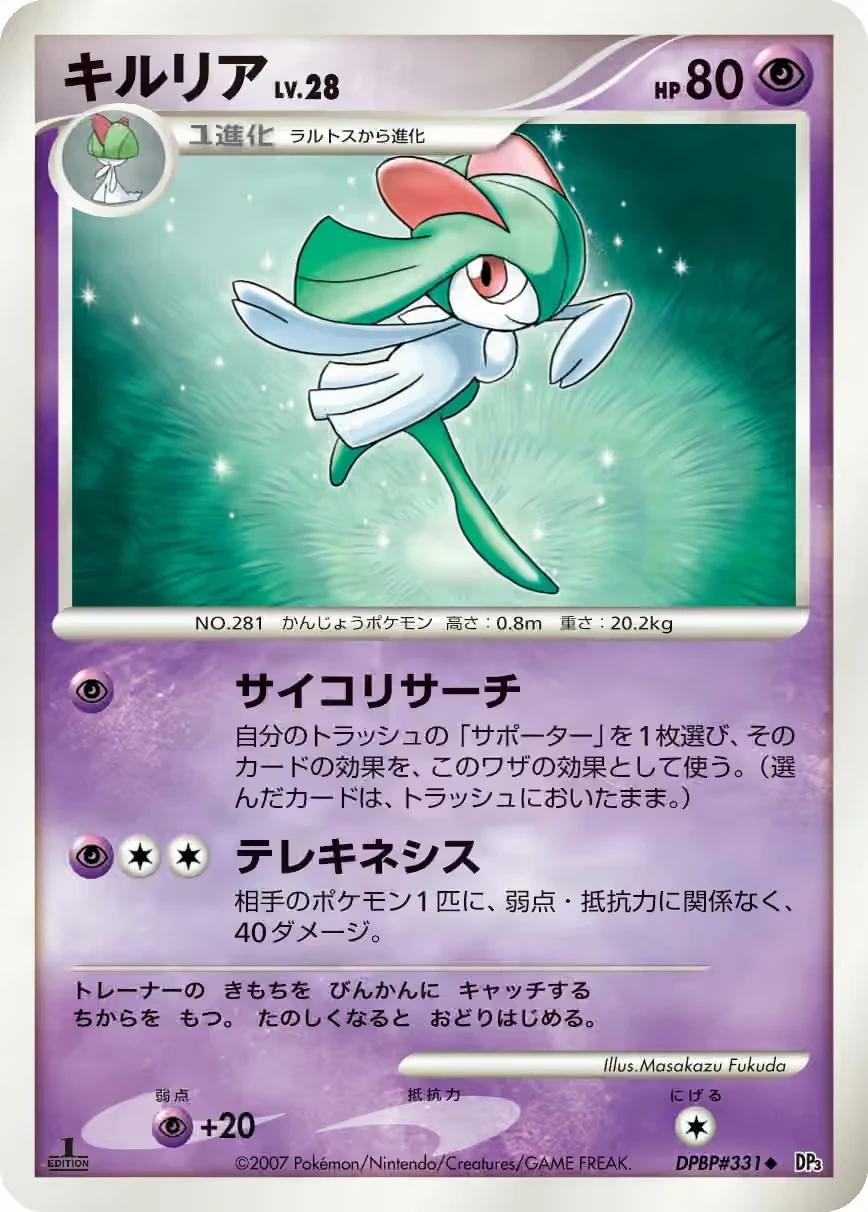 キルリア LV.28 HP 80
1進化 ラルトスから進化
NO.281 かんじょうポケモン 高さ：0.8m 重さ：20.2kg
サイコリサーチ
自分のトラッシュの「サポーター」を1枚選び、その
カードの効果を、このワザの効果として使う。（選
んだカードは、トラッシュにおいたまま。）
テレキネシス
相手のポケモン1匹に、弱点・抵抗力に関係なく、
40ダメージ。
トレーナーの きもちを びんかんに キャッチする
ちからを もつ。 たのしくなると おどりはじめる。
Illus.Masakazu Fukuda
弱点 抵抗力 にげる
+20
1 EDITION ©2007 Pokémon/Nintendo/Creatures/GAME FREAK. DPBP#331◆ DP3